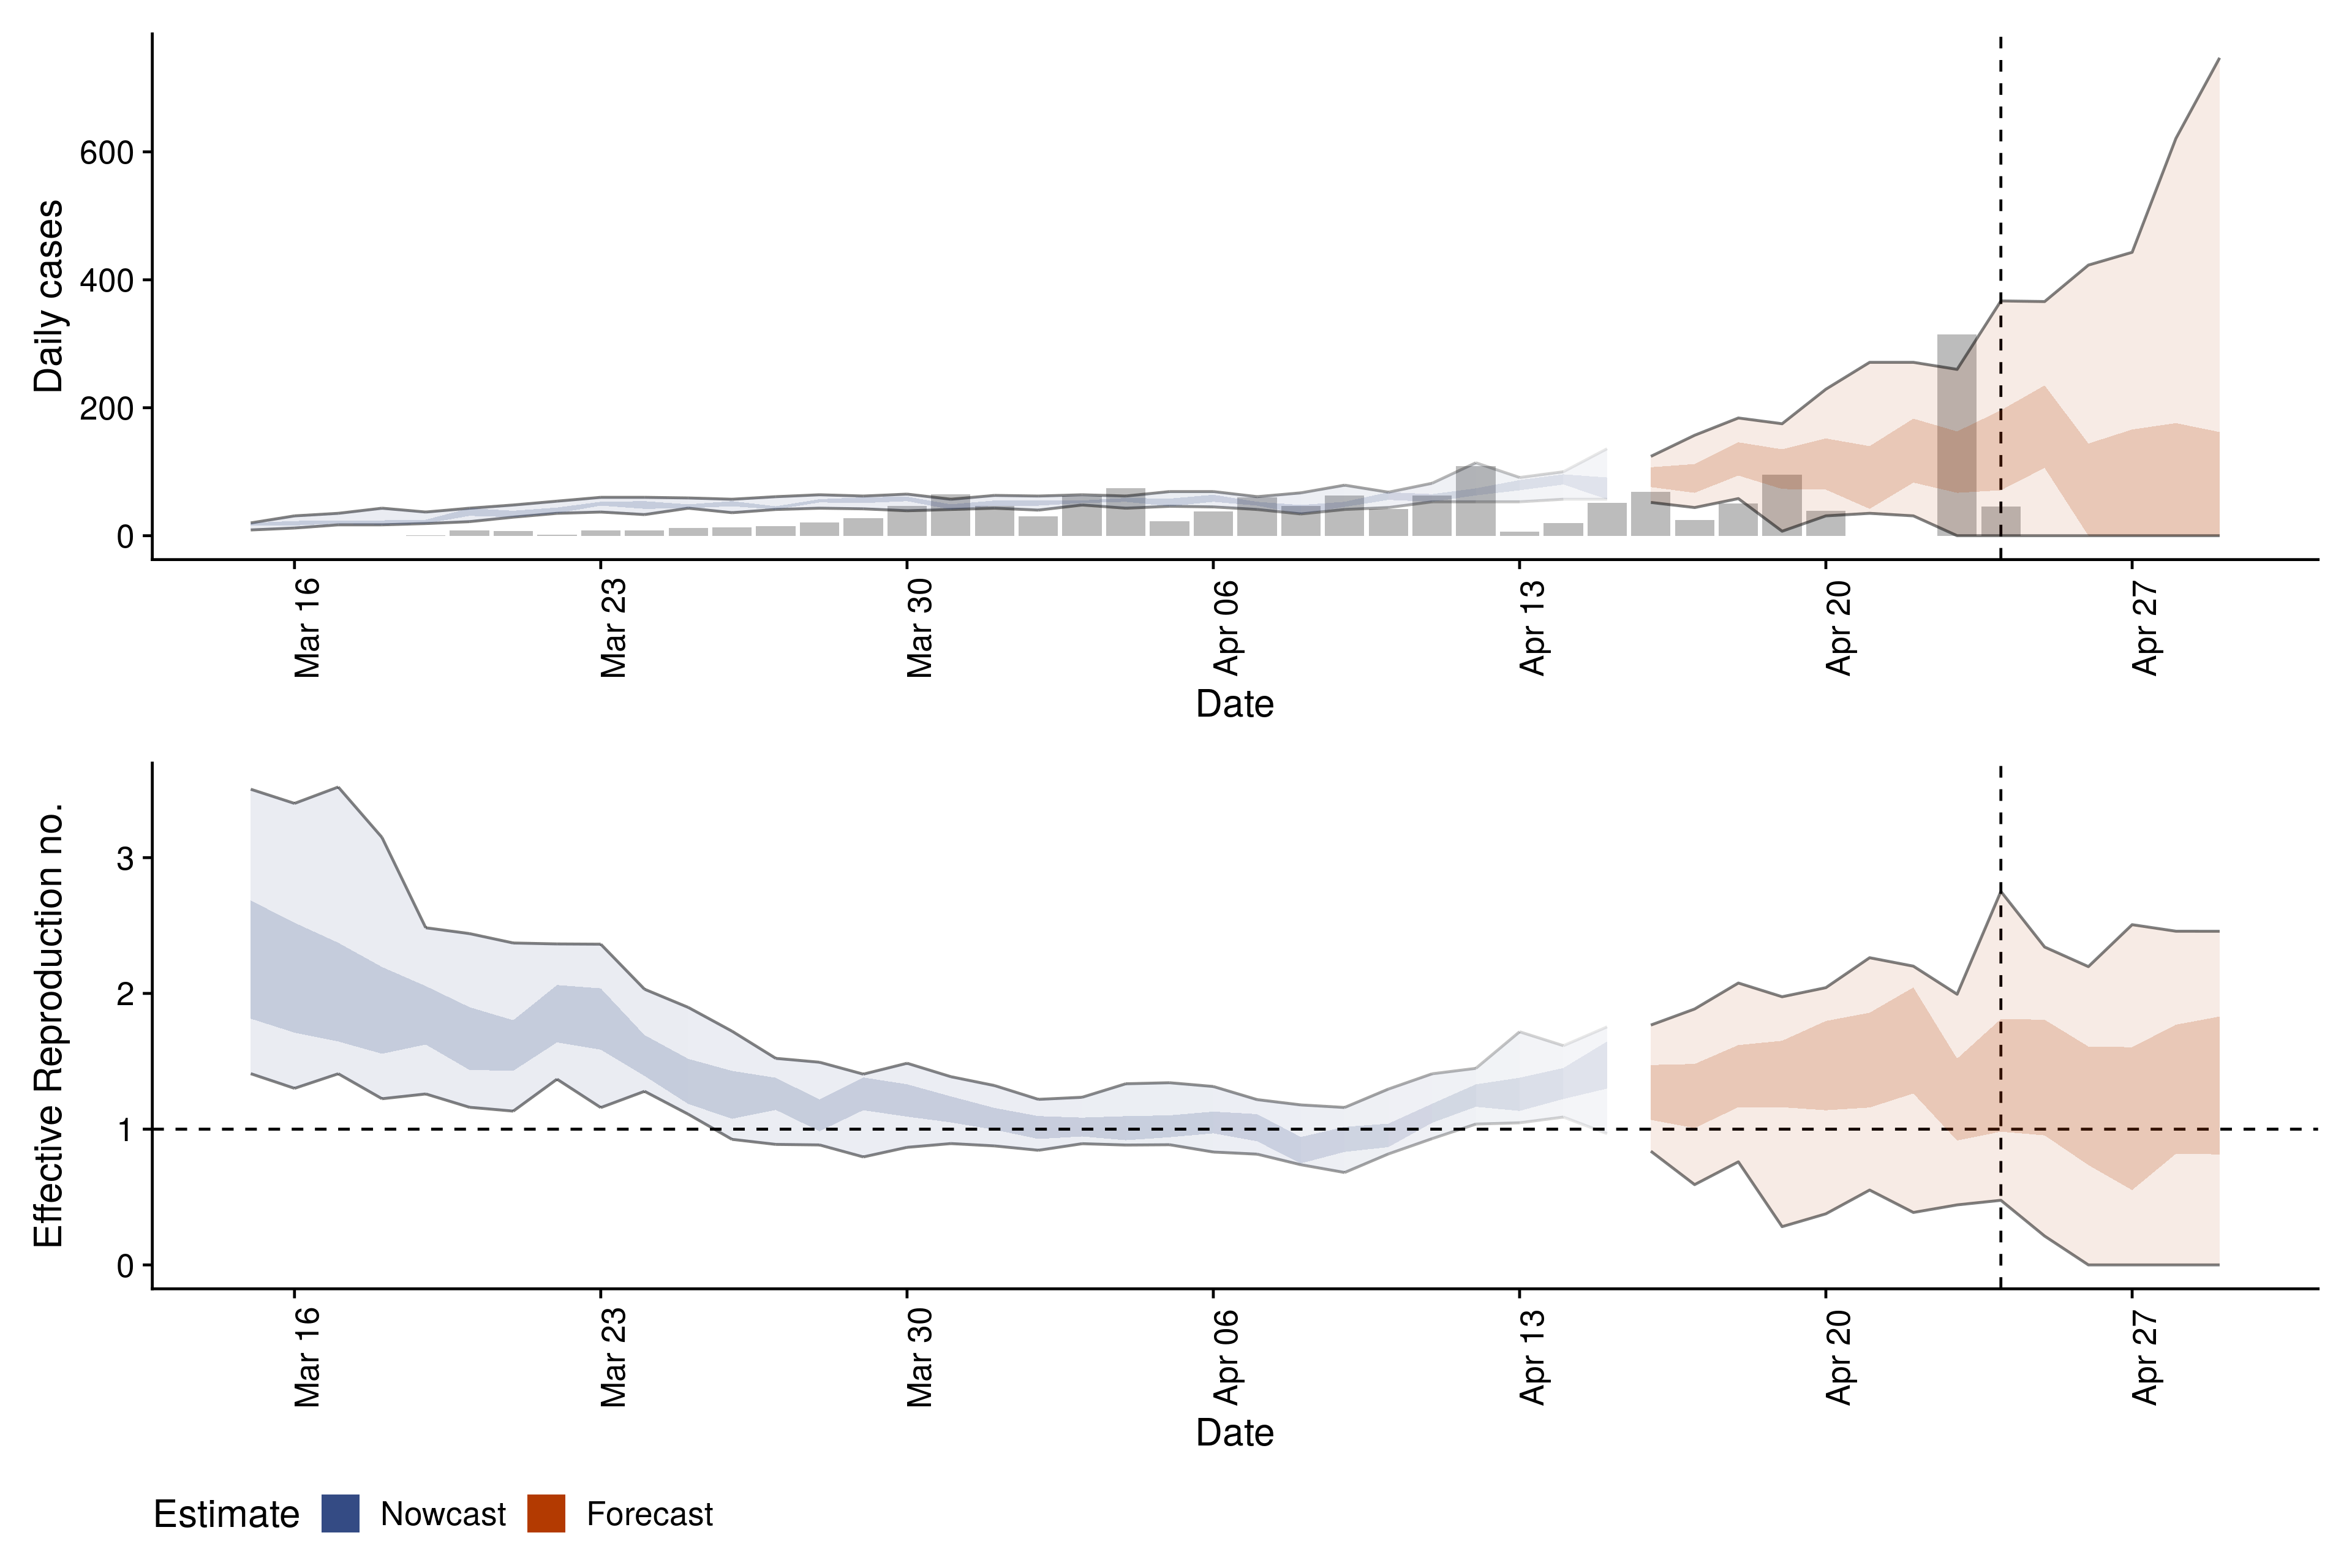 Daily cases
600
400
200
0
Mar 16
Mar 23
Mar 30
Apr 06
Apr 13
Apr 20
Apr 27
Date
Effective Reproduction no.
3
2
1
0
Mar 16
Mar 23
Mar 30
Apr 06
Apr 13
Apr 20
Apr 27
Date
Estimate Nowcast Forecast